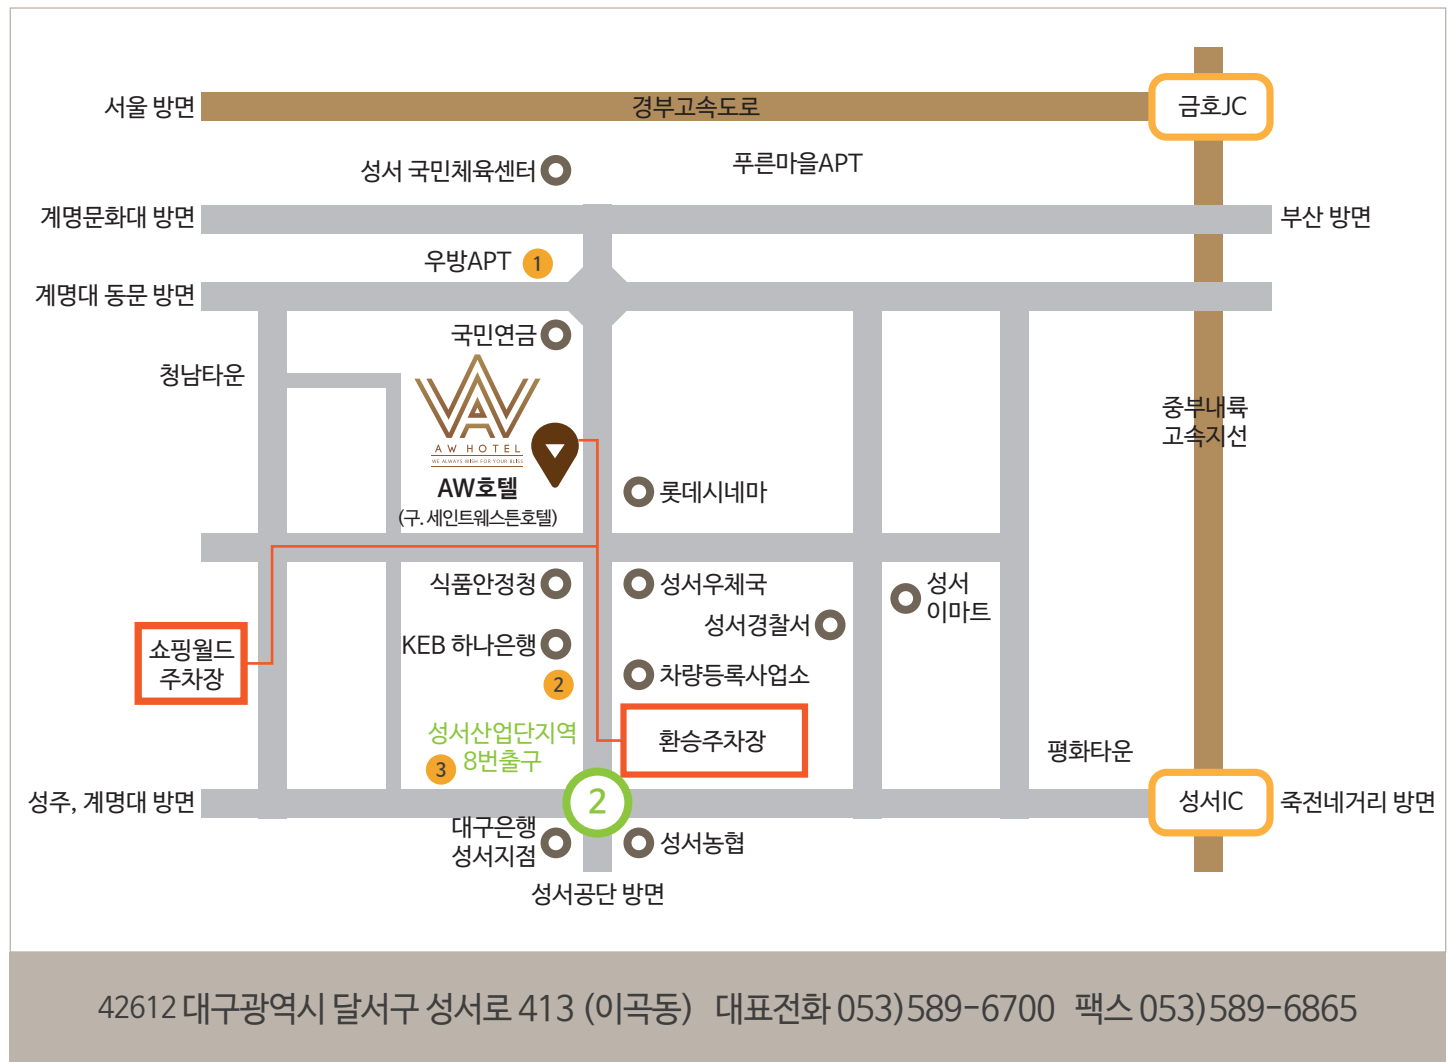 서울 방면
경부고속도로
금호JC
성서 국민체육센터
푸른마을APT
계명문화대 방면
부산 방면
우방APT
1
계명대 동문 방면
국민연금
청남타운
중부내륙
고속지선
AW HOTEL
WE ALWAYS WISH FOR YOUR BLISS
AW호텔
(구.세인트웨스튼호텔)
롯데시네마
식품안정청
성서우체국
성서
이마트
성서경찰서
KEB 하나은행
쇼핑월드
주차장
차량등록사업소
2
성서산업단지역
8번출구
3
환승주차장
평화타운
성주, 계명대 방면
2
성서IC
죽전네거리 방면
대구은행
성서지점
성서농협
성서공단 방면
42612 대구광역시 달서구 성서로 413 (이곡동) 대표전화 053)589-6700 팩스 053)589-6865